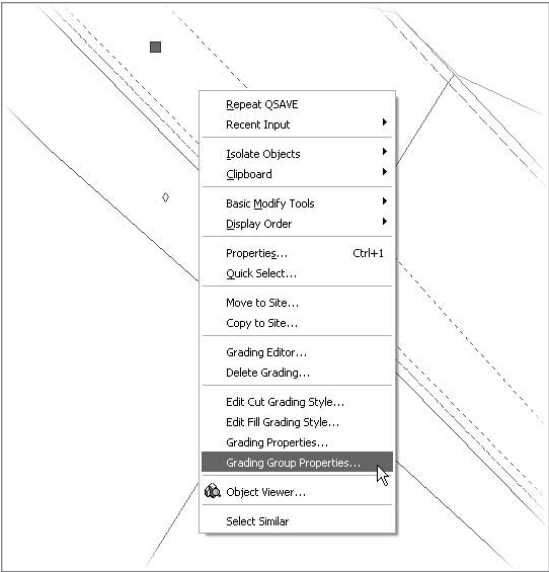 Repeat QSAVE
Recent Input
Isolate Objects
Clipboard
Basic Modify Tools
Display Order
Properties... Ctrl+1
Quick Select...
Move to Site...
Copy to Site...
Grading Editor...
Delete Grading...
Edit Cut Grading Style...
Edit Fill Grading Style...
Grading Properties...
Grading Group Properties...
Object Viewer...
Select Similar